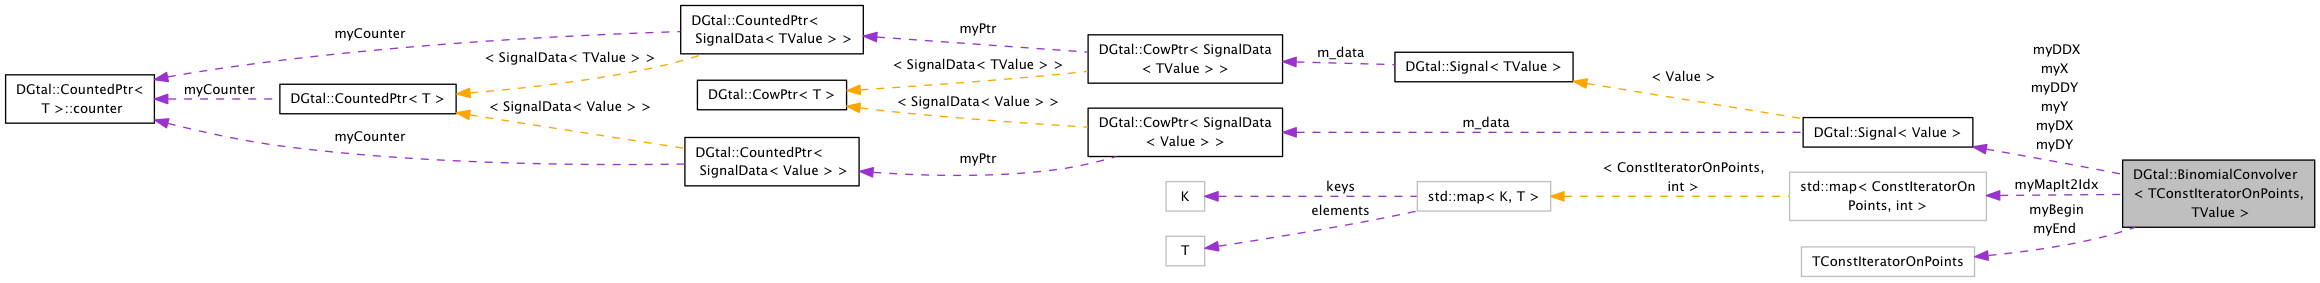 DGtal::CountedPtr<
T >::counter
myCounter
myCounter
myCounter
DGtal::CountedPtr< T >
< SignalData< TValue > >
< SignalData< Value > >
DGtal::CountedPtr<
SignalData< TValue > >
DGtal::CowPtr< T >
DGtal::CountedPtr<
SignalData< Value > >
myPtr
< SignalData< TValue > >
< SignalData< Value > >
myPtr
DGtal::CowPtr< SignalData
< TValue > >
DGtal::CowPtr< SignalData
< Value > >
K
T
m_data
m_data
keys
elements
DGtal::Signal< TValue >
std::map< K, T >
< Value >
< ConstIteratorOnPoints,
int >
DGtal::Signal< Value >
std::map< ConstIteratorOn
Points, int >
TConstIteratorOnPoints
myDDX
myX
myDDY
myY
myDX
myDY
myMapIt2Idx
myBegin
myEnd
DGtal::BinomialConvolver
< TConstIteratorOnPoints,
TValue >